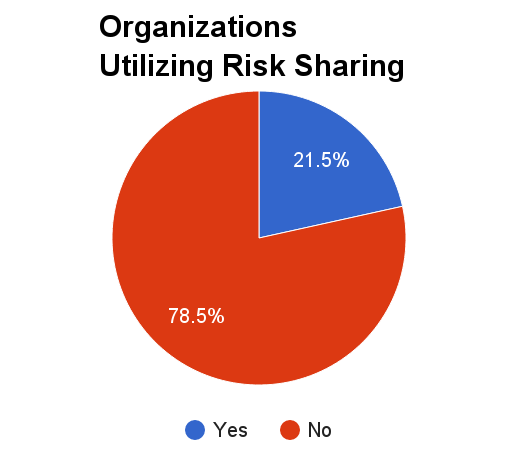 Organizations
Utilizing Risk Sharing
21.5%
78.5%
Yes No